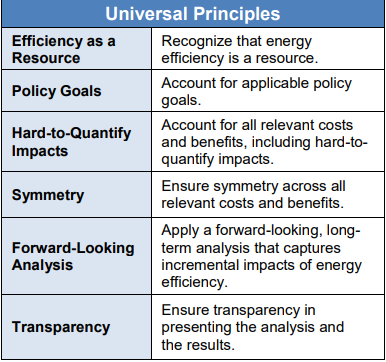 Universal Principles
Efficiency as a
Resource
Recognize that energy
efficiency is a resource.
Policy Goals
Account for applicable policy
goals.
Hard-to-Quantify
Impacts
Account for all relevant costs
and benefits, including hard-to-
quantify impacts.
Symmetry
Ensure symmetry across all
relevant costs and benefits.
Forward-Looking
Analysis
Apply a forward-looking, long-
term analysis that captures
incremental impacts of energy
efficiency.
Transparency
Ensure transparency in
presenting the analysis and
the results.